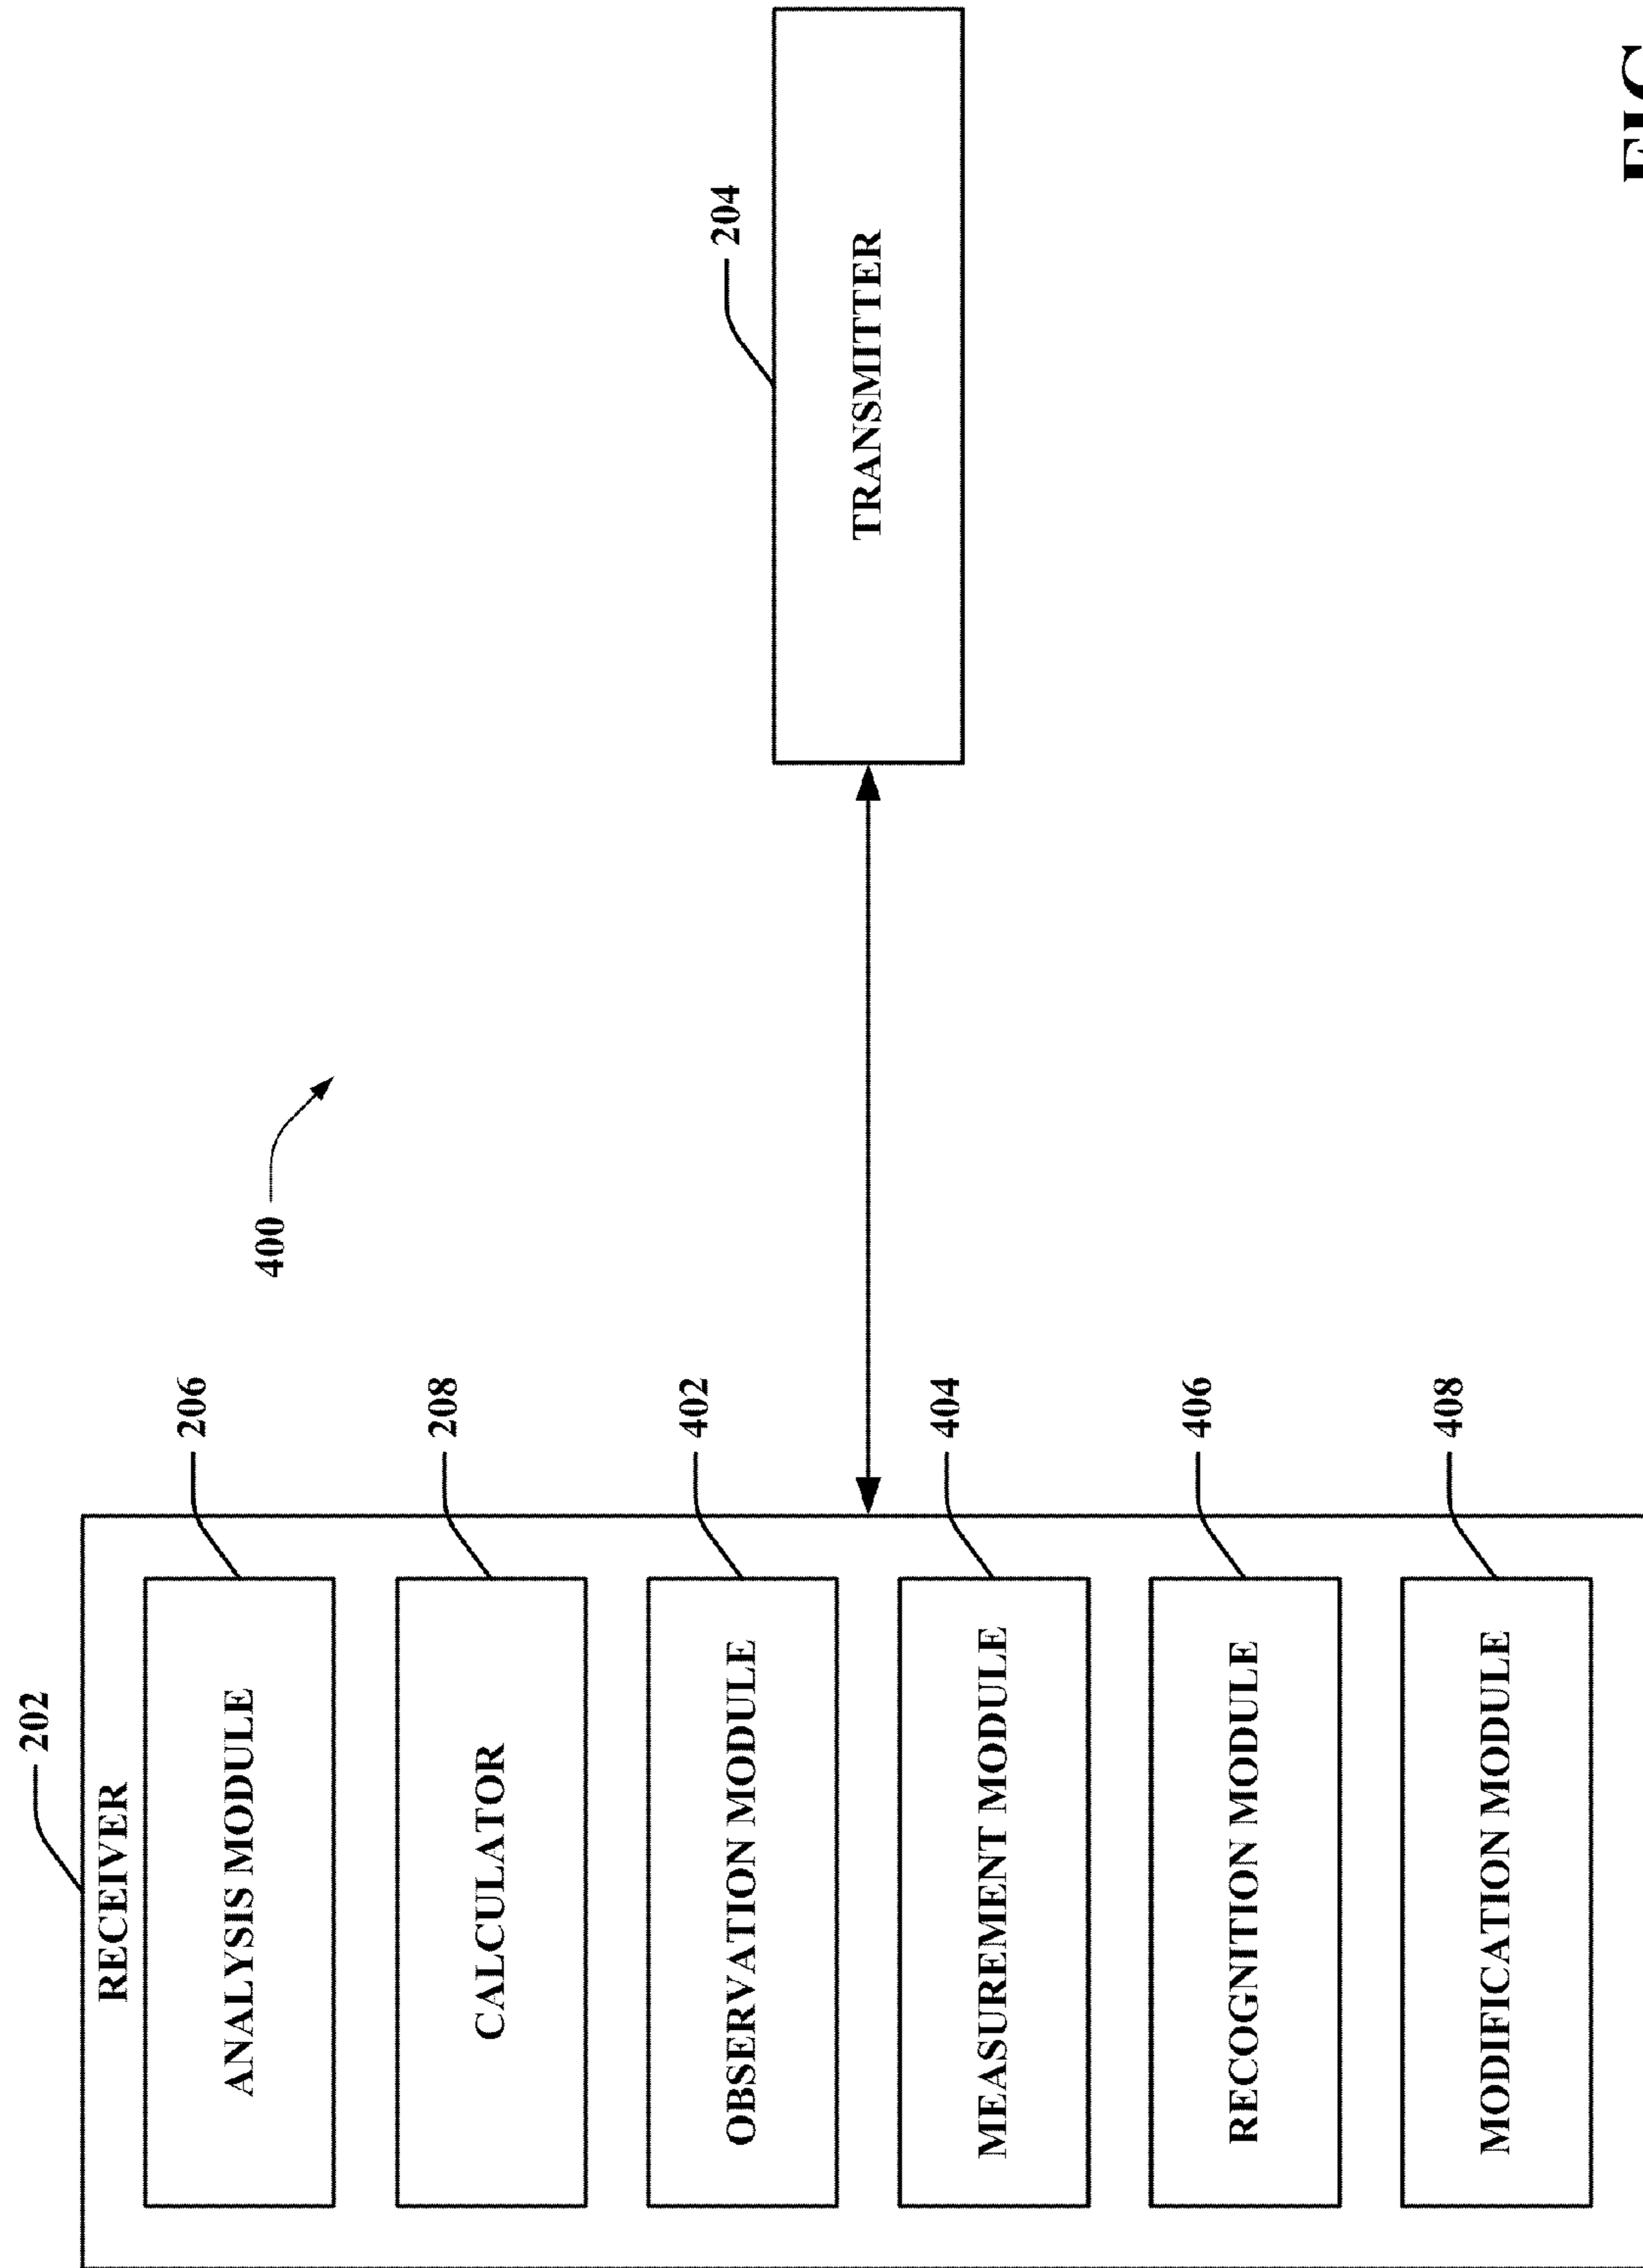 400
202
RECEIVER
206
ANALYSIS MODULE
208
CALCULATOR
402
OBSERVATION MODULE
204
TRANSMITTER
404
MEASUREMENT MODULE
406
RECOGNITION MODULE
408
MODIFICATION MODULE